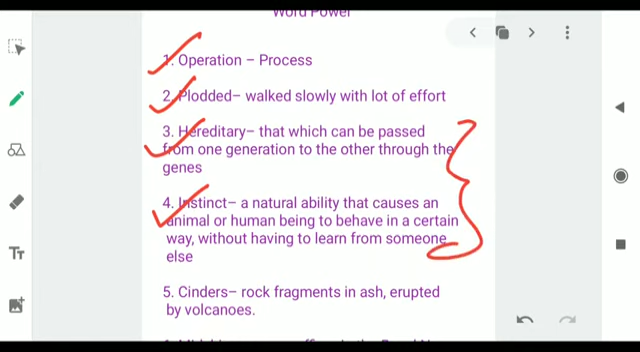 Word Power
1. Operation – Process
2. Plodded– walked slowly with lot of effort
3. Hereditary– that which can be passed
from one generation to the other through the
genes
4. Instinct– a natural ability that causes an
animal or human being to behave in a certain
way, without having to learn from someone
else
5. Cinders– rock fragments in ash, erupted
by volcanoes.
Tт